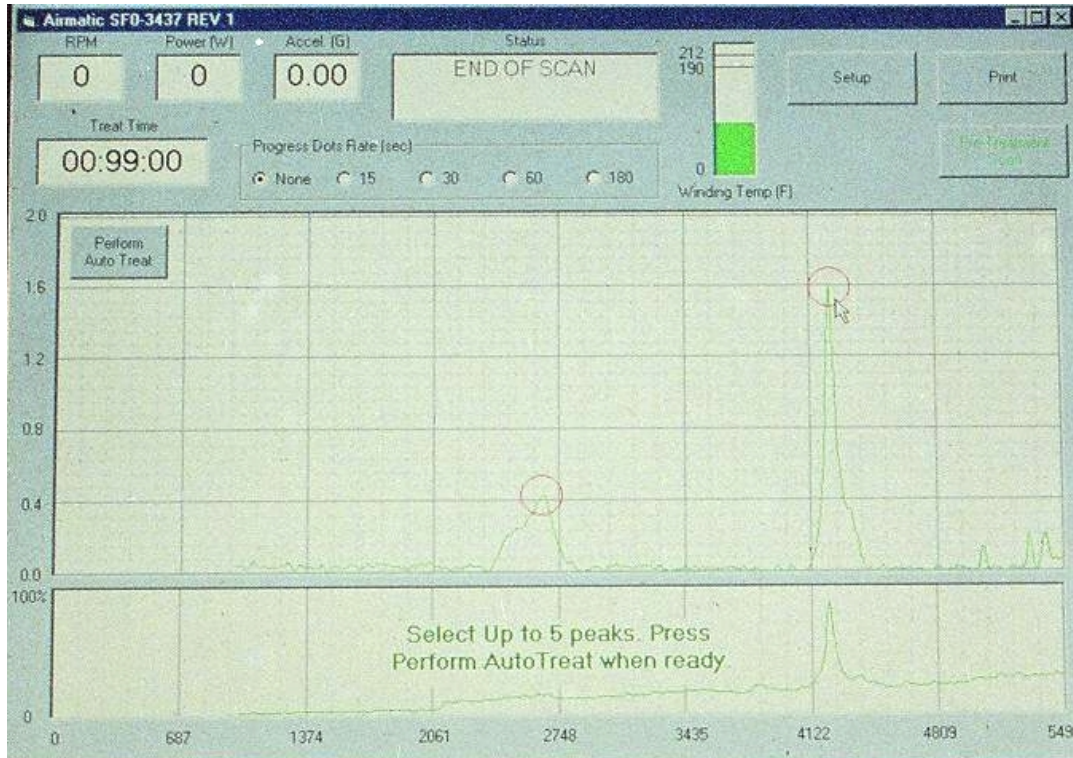 Airmatic SF0-3437 REV 1
RPM
Power (W)
Accel. (G)
Status
0
0
0.00
END OF SCAN
212
190
0
Winding Temp (F)
Setup
Print
Pre-Treatment
Scan
Treat Time
00:99:00
Progress Dots Rate (sec)
None
15
30
60
180
Perform
Auto Treat
2.0
1.6
1.2
0.8
0.4
0.0
100%
0
Select Up to 5 peaks. Press
Perform AutoTreat when ready.
0
687
1374
2061
2748
3435
4122
4809
549